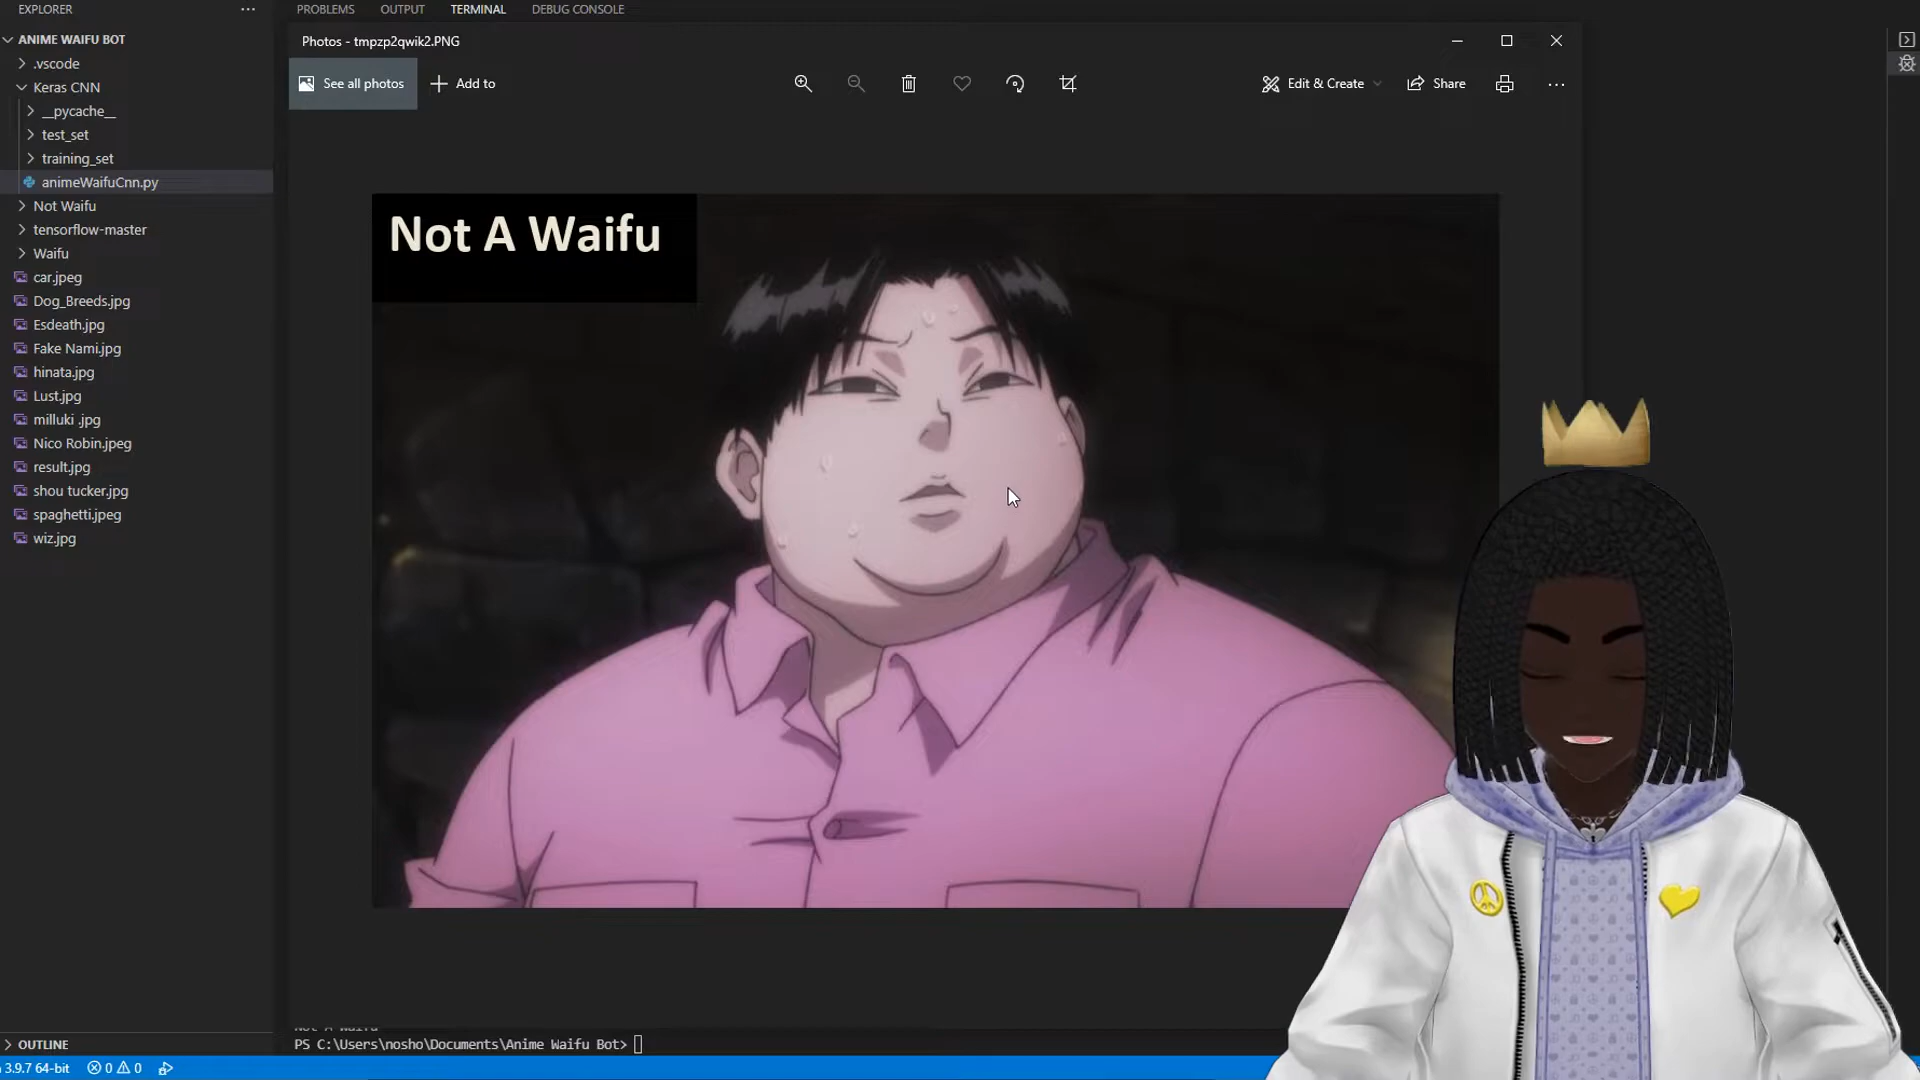 EXPLORER
PROBLEMS OUTPUT TERMINAL DEBUG CONSOLE
ANIME WAIFU BOT
.vscode
Keras CNN
__pycache__
test_set
training_set
animeWaifuCnn.py
Not Waifu
tensorflow-master
Waifu
car.jpeg
Dog_Breeds.jpg
Esdeath.jpg
Fake Nami.jpg
hinata.jpg
Lust.jpg
milluki .jpg
Nico Robin.jpeg
result.jpg
shou tucker.jpg
spaghetti.jpeg
wiz.jpg
OUTLINE
3.9.7 64-bit 0 0
Photos - tmpzp2qwik2.PNG
See all photos Add to Edit & Create Share
Not A Waifu
Not A Waifu
PS C:\Users\nosho\Documents\Anime Waifu Bot>